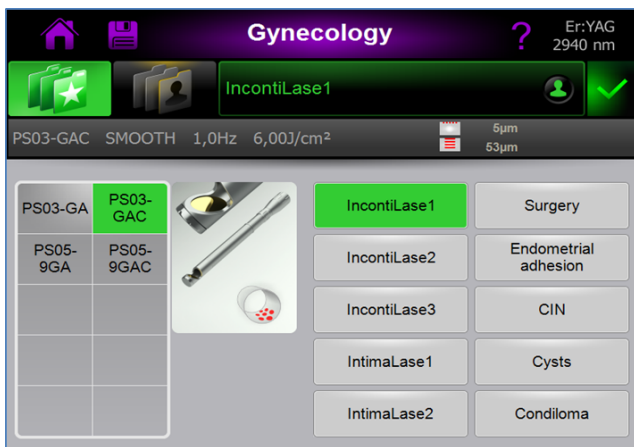 Gynecology
?
Er:YAG
2940 nm
IncontiLase1
PS03-GAC SMOOTH 1,0Hz 6,00J/cm²
5µm
53µm
PS03-GA
PS03-
GAC
PS05-
9GA
PS05-
9GAC
IncontiLase1
Surgery
IncontiLase2
Endometrial
adhesion
IncontiLase3
CIN
IntimaLase1
Cysts
IntimaLase2
Condiloma